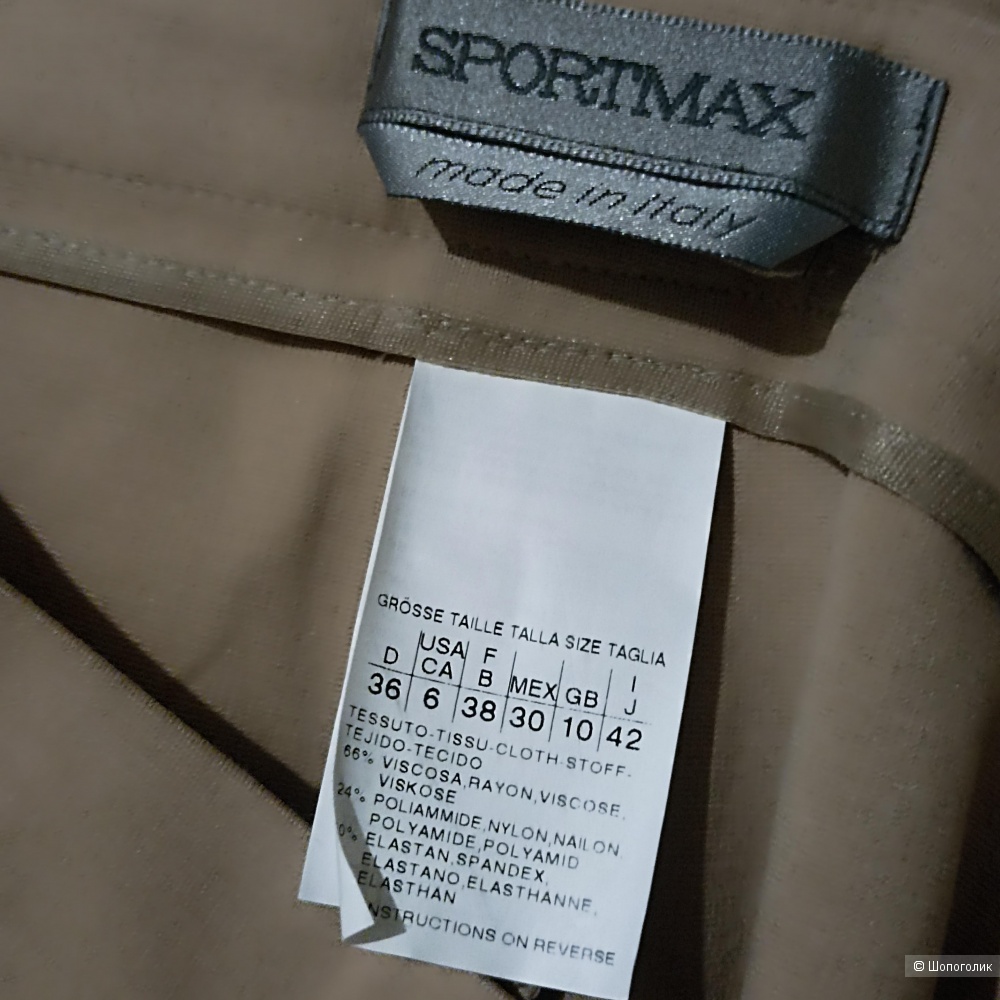 SPORTMAX
made in Italy
GRÖSSE TAILLE TALLA SIZE TAGLIA
D USA CA F B MEX GB I J
36 6 38 30 10 42
TESSUTO-TISSU-CLOTH-STOFF-
TEJIDO-TECIDO
66% VISCOSA,RAYON,VISCOSE,
VISKOSE
24% POLIAMMIDE,NYLON,NAILON,
POLYAMIDE,POLYAMID
0% ELASTAN,SPANDEX,
ELASTANO,ELASTHANNE,
ELASTHAN
INSTRUCTIONS ON REVERSE
© Шопоголик